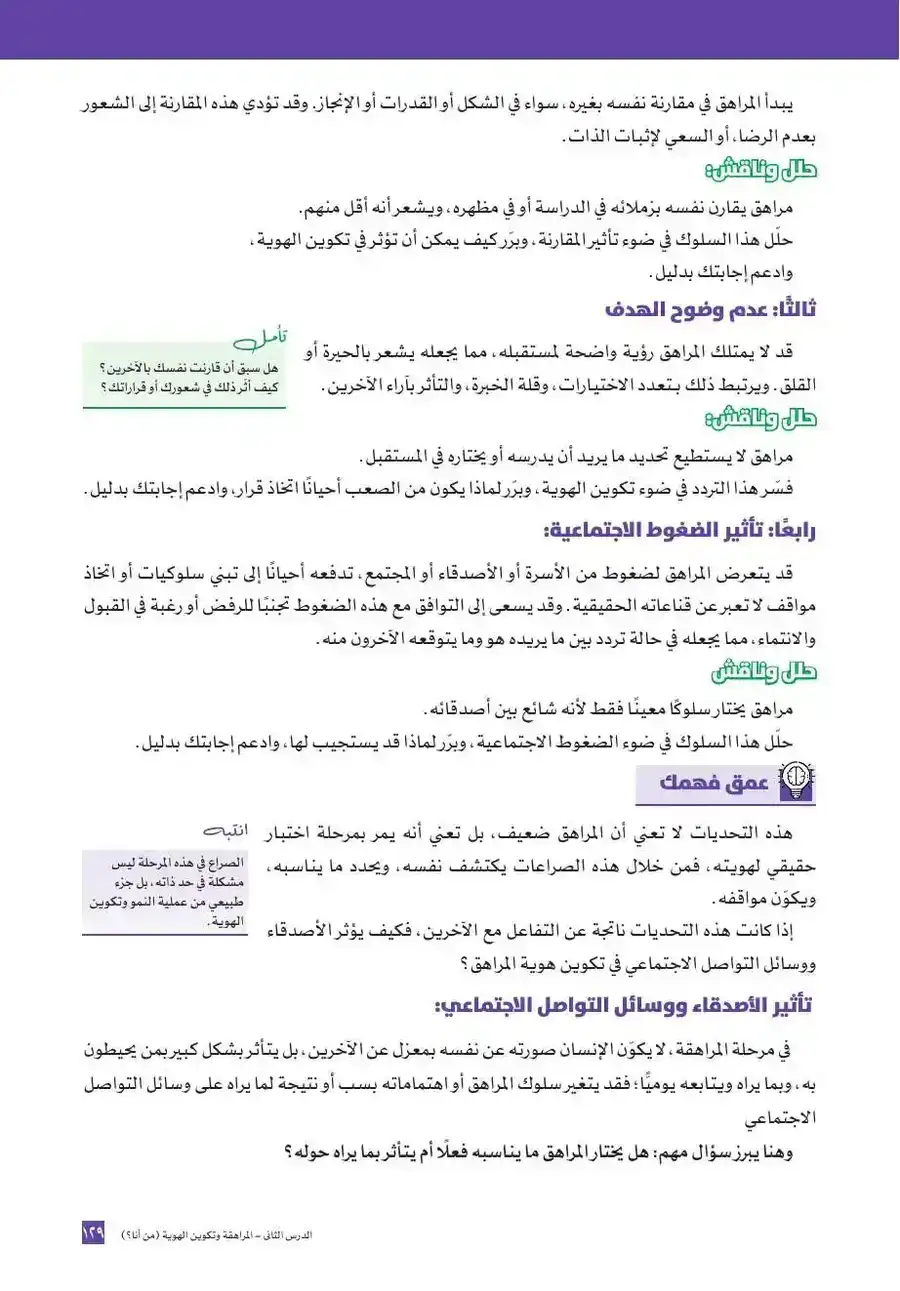 يبدأ المراهق في مقارنة نفسه بغيره، سواء في الشكل أو القدرات أو الإنجاز. وقد تؤدي هذه المقارنة إلى الشعور
بعدم الرضا، أو السعي لإثبات الذات.
حلل وناقش:
مراهق يقارن نفسه بزملائه في الدراسة أو في مظهره، ويشعر أنه أقل منهم.
حلّل هذا السلوك في ضوء تأثير المقارنة، وبرّر كيف يمكن أن تؤثر في تكوين الهوية،
وادعم إجابتك بدليل.
ثالثًا: عدم وضوح الهدف
قد لا يمتلك المراهق رؤية واضحة لمستقبله، مما يجعله يشعر بالحيرة أو
القلق. ويرتبط ذلك بتعدد الاختيارات، وقلة الخبرة، والتأثر بآراء الآخرين.
تأمل
هل سبق أن قارنت نفسك بالآخرين؟
كيف أثر ذلك في شعورك أو قراراتك؟
حلل وناقش:
مراهق لا يستطيع تحديد ما يريد أن يدرسه أو يختاره في المستقبل.
فسّر هذا التردد في ضوء تكوين الهوية، وبرّر لماذا يكون من الصعب أحيانًا اتخاذ قرار، وادعم إجابتك بدليل.
رابعًا: تأثير الضغوط الاجتماعية:
قد يتعرض المراهق لضغوط من الأسرة أو الأصدقاء أو المجتمع، تدفعه أحيانًا إلى تبني سلوكيات أو اتخاذ
مواقف لا تعبر عن قناعاته الحقيقية. وقد يسعى إلى التوافق مع هذه الضغوط تجنبًا للرفض أو رغبة في القبول
والانتماء، مما يجعله في حالة تردد بين ما يريده هو وما يتوقعه الآخرون منه.
حلل وناقش
مراهق يختار سلوكًا معينًا فقط لأنه شائع بين أصدقائه.
حلّل هذا السلوك في ضوء الضغوط الاجتماعية، وبرّر لماذا قد يستجيب لها، وادعم إجابتك بدليل.
عمق فهمك
هذه التحديات لا تعني أن المراهق ضعيف، بل تعني أنه يمر بمرحلة اختبار
حقيقي لهويته، فمن خلال هذه الصراعات يكتشف نفسه، ويحدد ما يناسبه،
ويكوّن مواقفه.
انتبه
الصراع في هذه المرحلة ليس
مشكلة في حد ذاته، بل جزء
طبيعي من عملية النمو وتكوين
الهوية.
إذا كانت هذه التحديات ناتجة عن التفاعل مع الآخرين، فكيف يؤثر الأصدقاء
ووسائل التواصل الاجتماعي في تكوين هوية المراهق؟
تأثير الأصدقاء ووسائل التواصل الاجتماعي:
في مرحلة المراهقة، لا يكوّن الإنسان صورته عن نفسه بمعزل عن الآخرين، بل يتأثر بشكل كبير بمن يحيطون
به، وبما يراه ويتابعه يوميًّا؛ فقد يتغير سلوك المراهق أو اهتماماته بسبب أو نتيجة لما يراه على وسائل التواصل
الاجتماعي
وهنا يبرز سؤال مهم: هل يختار المراهق ما يناسبه فعلًا أم يتأثر بما يراه حوله؟
الدرس الثانى – المراهقة وتكوين الهوية (من أنا؟)
١٢٩